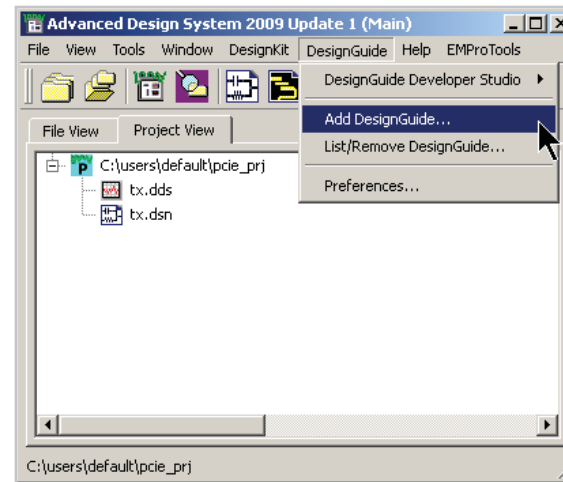 Advanced Design System 2009 Update 1 (Main)
File View Tools Window DesignKit DesignGuide Help EMProTools
DesignGuide Developer Studio
Add DesignGuide...
List/Remove DesignGuide...
Preferences...
File View Project View
C:\users\default\pcie_prj
tx.dds
tx.dsn
C:\users\default\pcie_prj